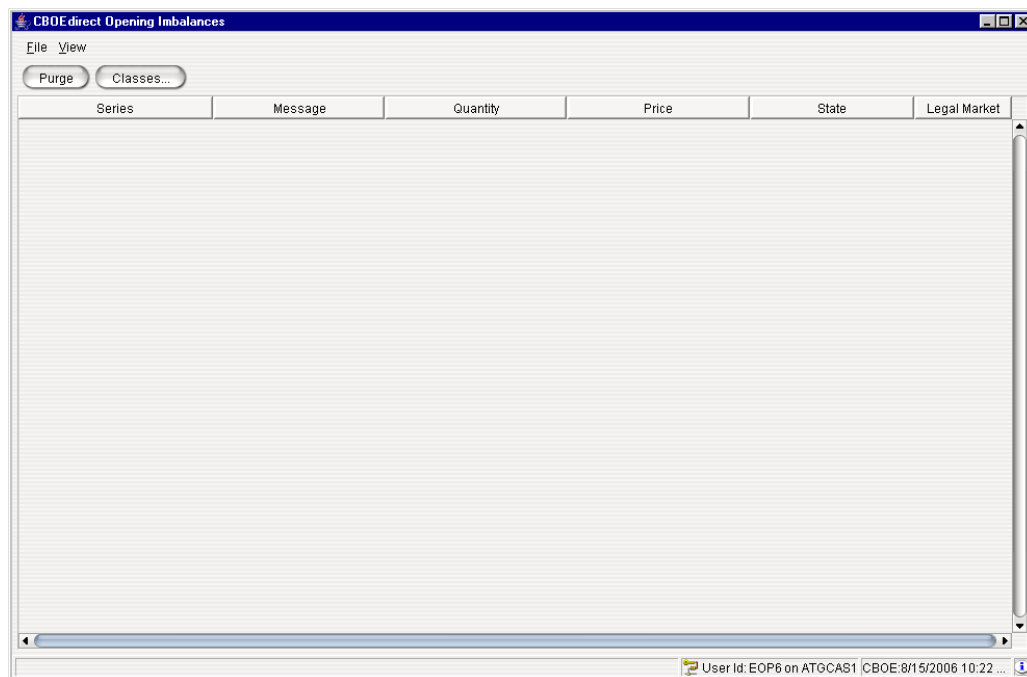 CBOEdirect Opening Imbalances
File View
Purge Classes...
Series Message Quantity Price State Legal Market
User Id: EOP6 on ATGCAS1 CBOE:8/15/2006 10:22 ...